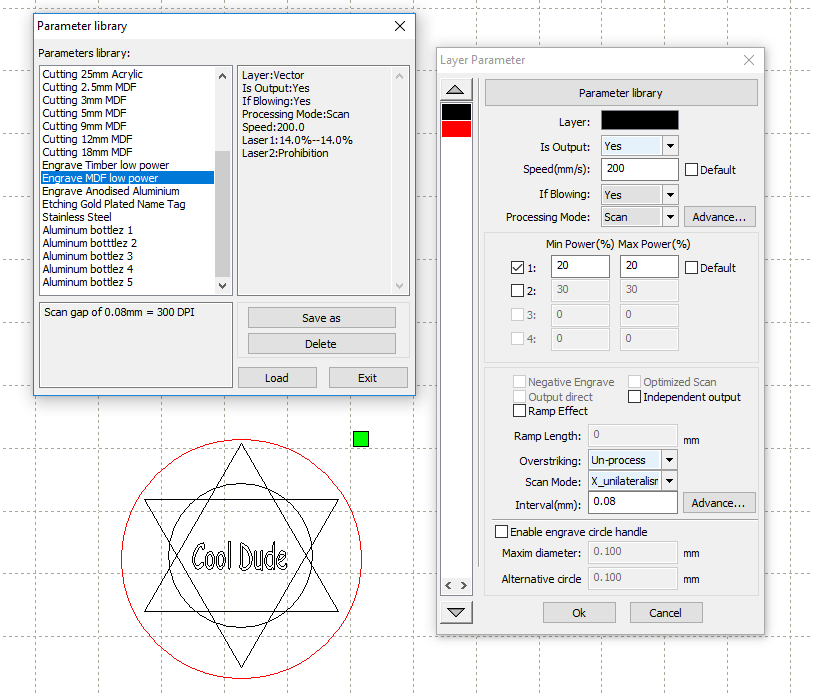 Parameter library
Parameters library:
Cutting 25mm Acrylic
Cutting 2.5mm MDF
Cutting 3mm MDF
Cutting 5mm MDF
Cutting 9mm MDF
Cutting 12mm MDF
Cutting 18mm MDF
Engrave Timber low power
Engrave MDF low power
Engrave Anodised Aluminium
Etching Gold Plated Name Tag
Stainless Steel
Aluminum bottlez 1
Aluminum botttlez 2
Aluminum bottlez 3
Aluminum bottlez 4
Aluminum bottlez 5
Layer:Vector
Is Output:Yes
If Blowing:Yes
Processing Mode:Scan
Speed:200.0
Laser1:14.0%--14.0%
Laser2:Prohibition
Scan gap of 0.08mm = 300 DPI
Save as
Delete
Load
Exit
Cool Dude
Layer Parameter
Parameter library
Layer:
Is Output: Yes
Speed(mm/s): 200 Default
If Blowing: Yes
Processing Mode: Scan Advance...
Min Power(%) Max Power(%)
1: 20 20 Default
2: 30 30
3: 0 0
4: 0 0
Negative Engrave Optimized Scan
Output direct Independent output
Ramp Effect
Ramp Length: 0 mm
Overstriking: Un-process
Scan Mode: X_unilateralism
Interval(mm): 0.08 Advance...
Enable engrave circle handle
Maxim diameter: 0.100 mm
Alternative circle 0.100 mm
Ok Cancel